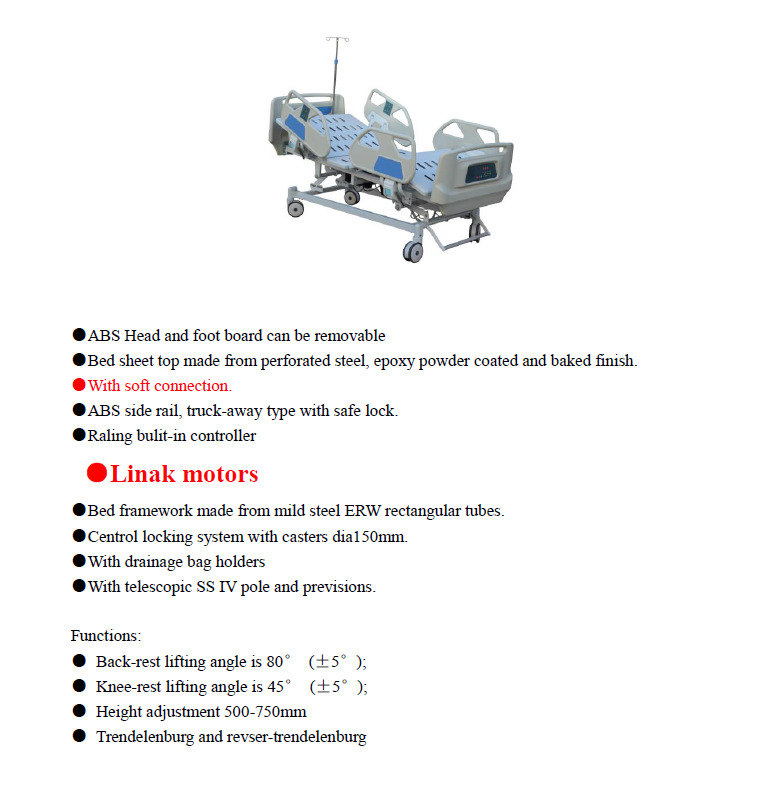 ●ABS Head and foot board can be removable
●Bed sheet top made from perforated steel, epoxy powder coated and baked finish.
●With soft connection.
●ABS side rail, truck-away type with safe lock.
●Raling bulit-in controller
●Linak motors
●Bed framework made from mild steel ERW rectangular tubes.
●Centrol locking system with casters dia150mm.
●With drainage bag holders
●With telescopic SS IV pole and previsions.
Functions:
● Back-rest lifting angle is 80° (±5°);
● Knee-rest lifting angle is 45° (±5°);
● Height adjustment 500-750mm
● Trendelenburg and revser-trendelenburg